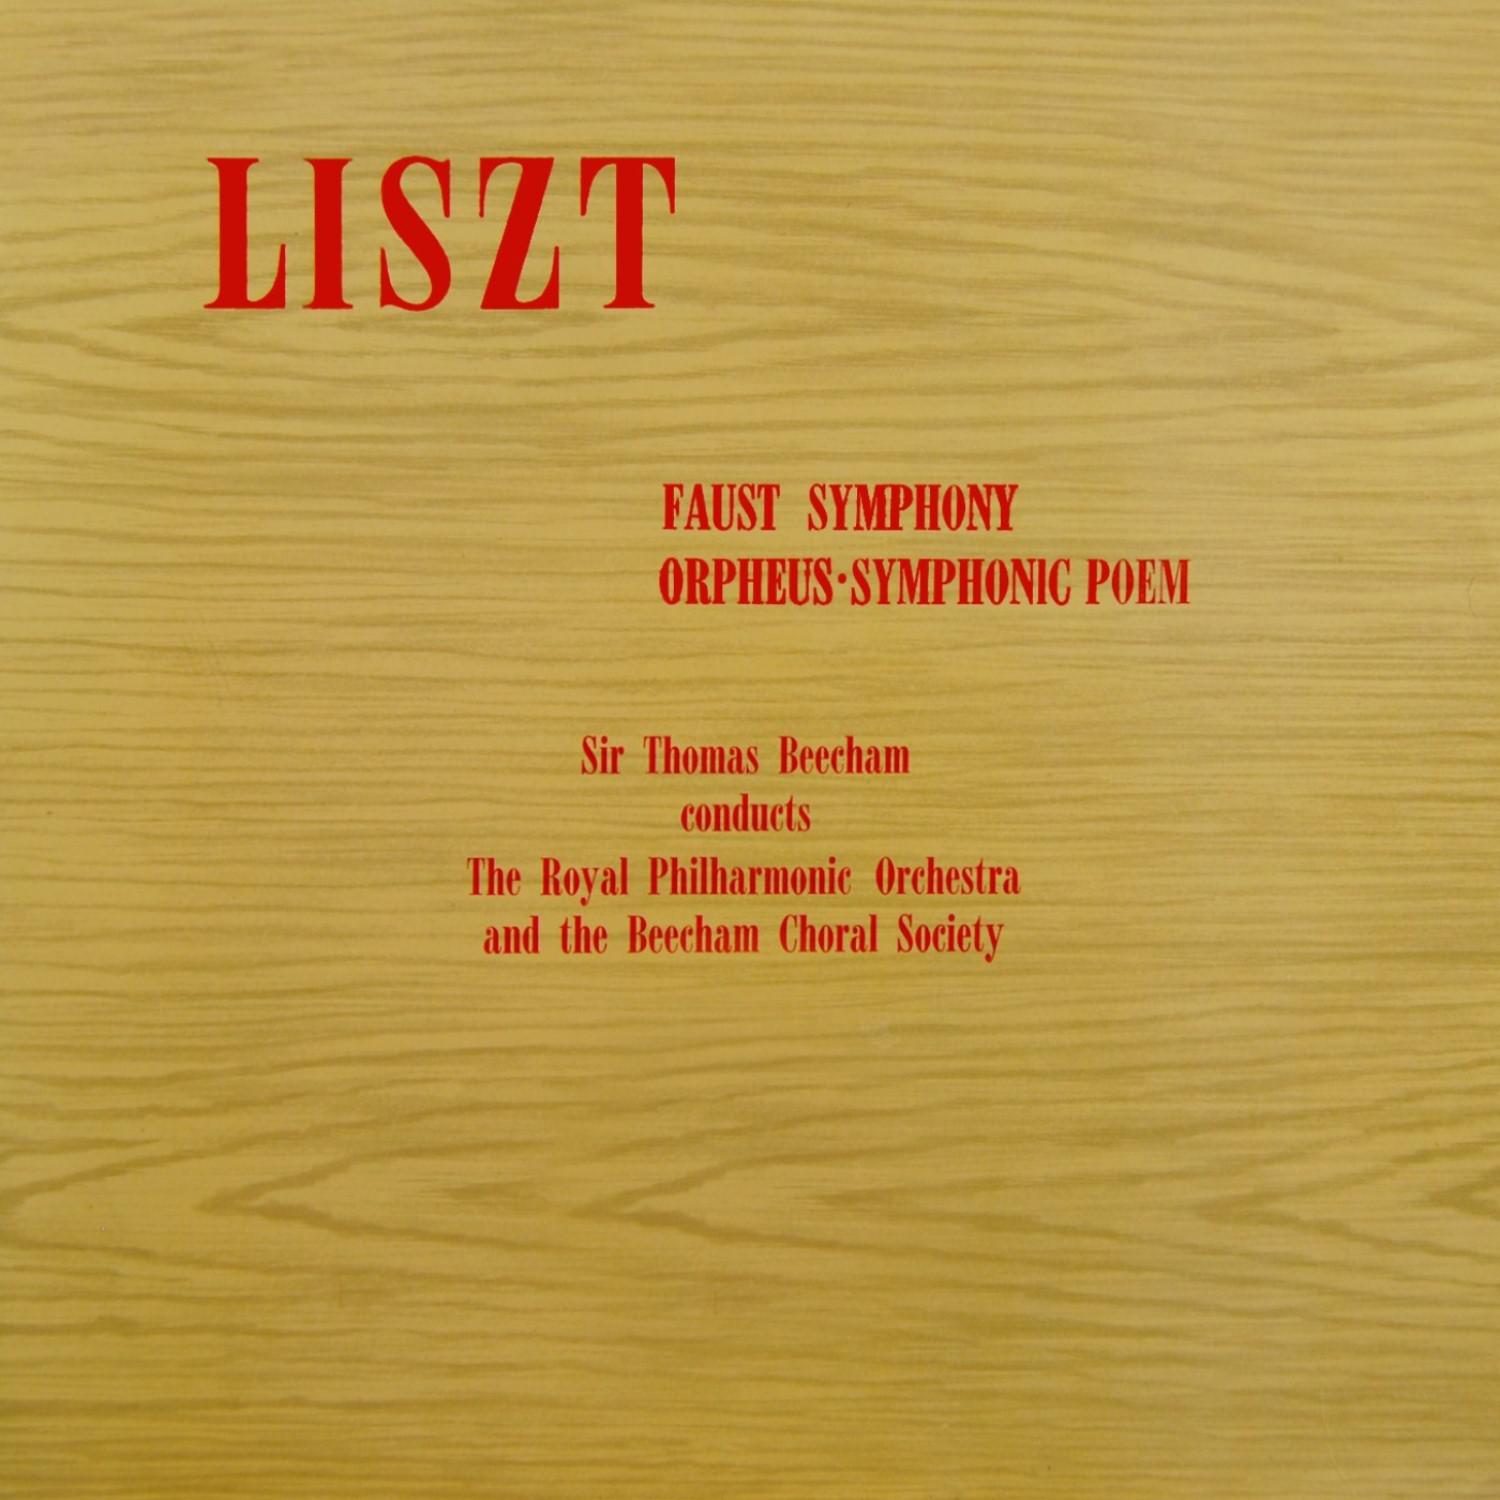 LISZT
FAUST SYMPHONY
ORPHEUS·SYMPHONIC POEM
Sir Thomas Beecham
conducts
The Royal Philharmonic Orchestra
and the Beecham Choral Society